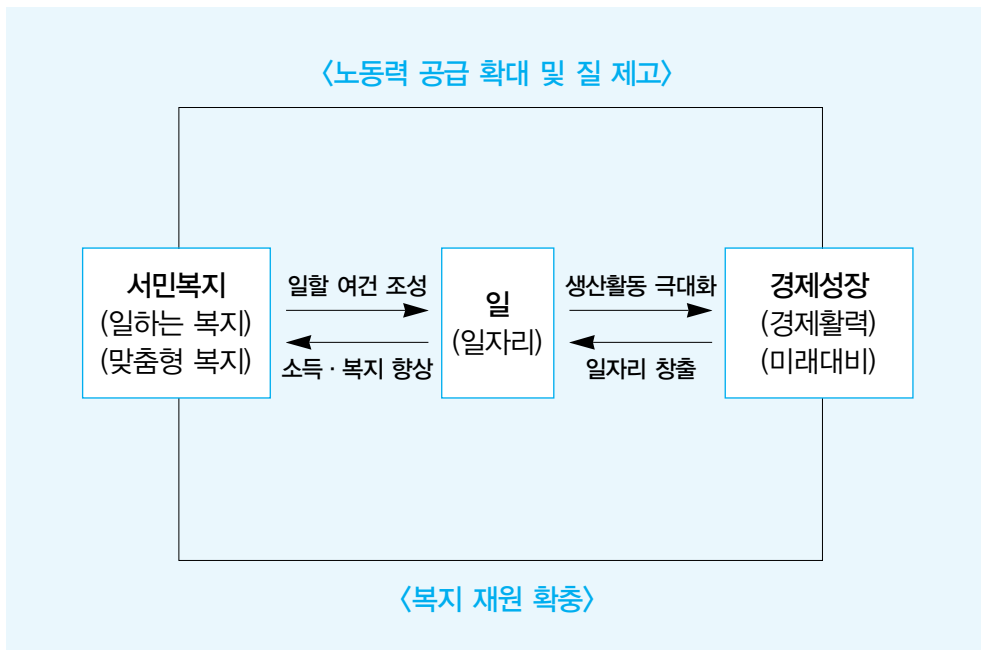 〈노동력 공급 확대 및 질 제고〉
서민복지
(일하는 복지)
(맞춤형 복지)
일할 여건 조성
소득·복지 향상
일
(일자리)
생산활동 극대화
일자리 창출
경제성장
(경제활력)
(미래대비)
〈복지 재원 확충〉